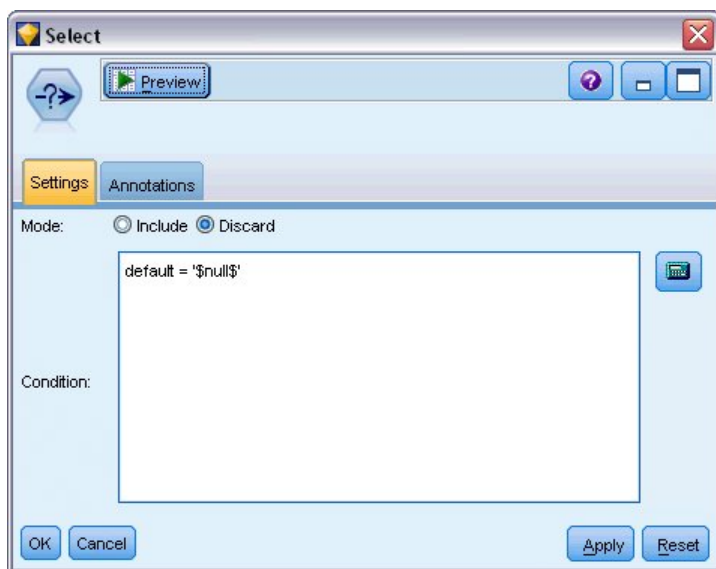 Select
Preview
Settings Annotations
Mode: Include Discard
default = '$null$'
Condition:
OK Cancel Apply Reset